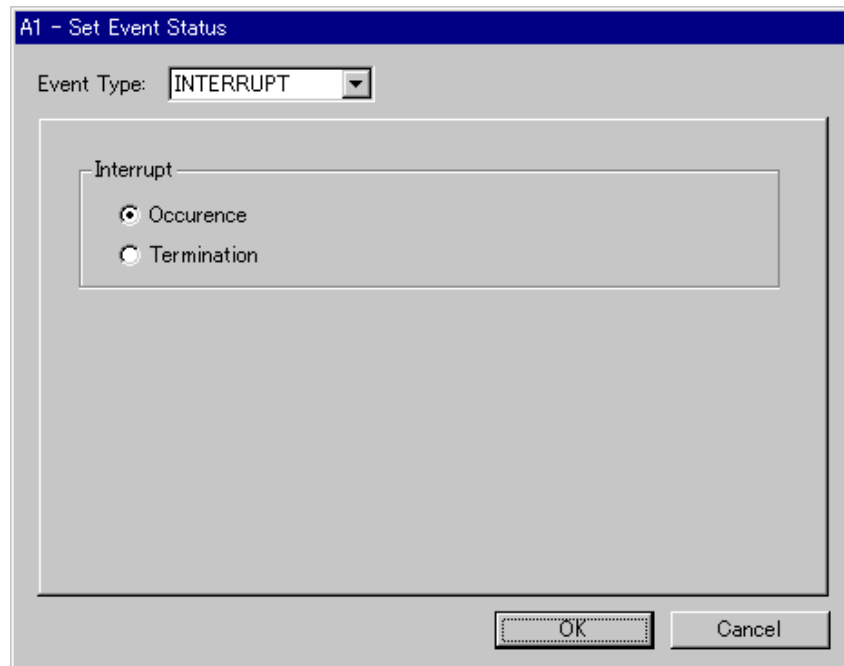 A1 - Set Event Status
Event Type: INTERRUPT
Interrupt
Occurence
Termination
OK Cancel